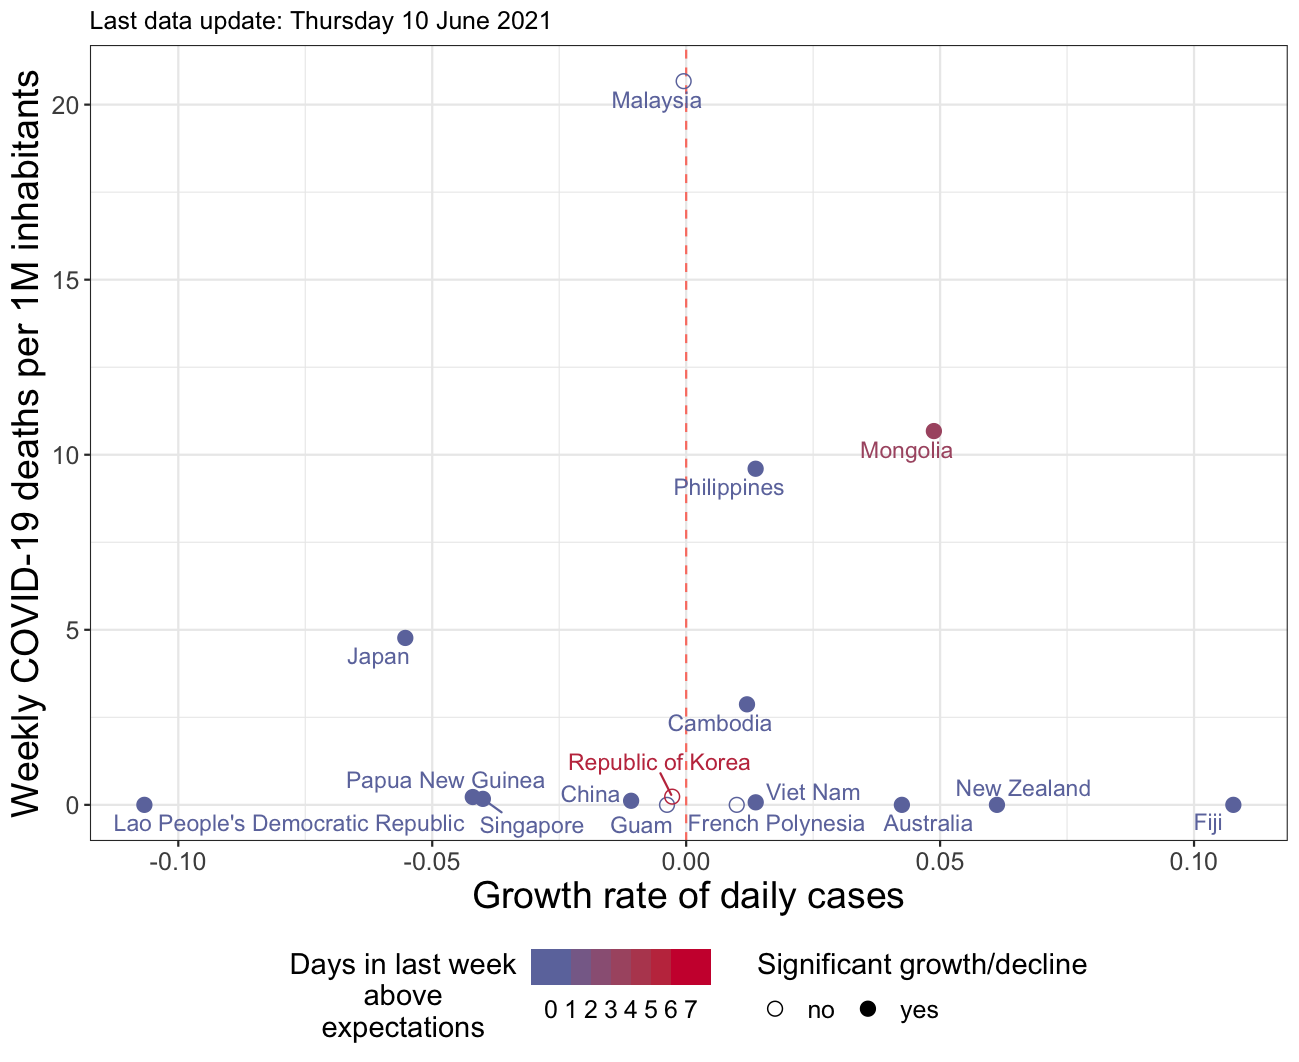 Last data update: Thursday 10 June 2021
Weekly COVID-19 deaths per 1M inhabitants
20
15
10
5
0
Malaysia
Mongolia
Philippines
Japan
Cambodia
Republic of Korea
Papua New Guinea
China
Viet Nam
New Zealand
Lao People's Democratic Republic
Singapore
Guam
French Polynesia
Australia
Fiji
-0.10
-0.05
0.00
0.05
0.10
Growth rate of daily cases
Days in last week
above
expectations
0 1 2 3 4 5 6 7
Significant growth/decline
no
yes